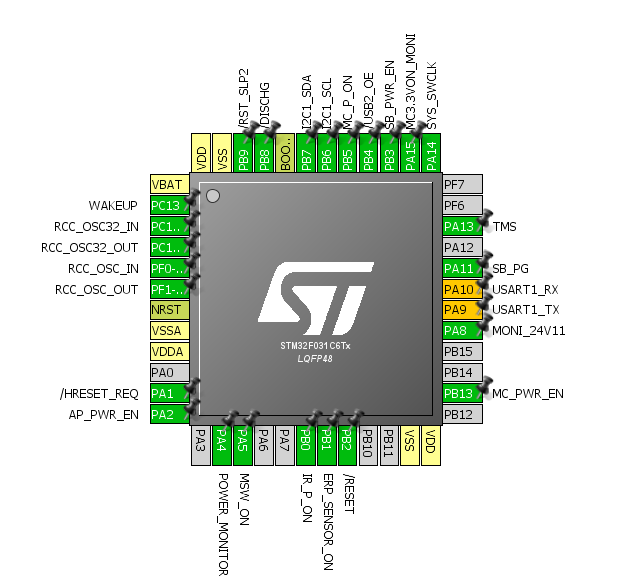 /RST_SLP2
/DISCHG
I2C1_SDA
I2C1_SCL
MC_P_ON
/USB2_OE
SB_PWR_EN
MC3.3VON_MONI
SYS_SWCLK
VDD
VSS
PB9
PB8
BOO..
PB7
PB6
PB5
PB4
PB3
PA15
PA14
VBAT
PF7
WAKEUP PC13
PF6
RCC_OSC32_IN PC1..
PA13 TMS
RCC_OSC32_OUT PC1..
PA12
RCC_OSC_IN PF0-..
PA11 SB_PG
RCC_OSC_OUT PF1-..
PA10 USART1_RX
NRST
PA9 USART1_TX
VSSA
PA8 MONI_24V11
VDDA
PB15
PA0
PB14
/HRESET_REQ PA1
PB13 MC_PWR_EN
AP_PWR_EN PA2
PB12
ST
STM32F031C6Tx
LQFP48
PA3
PA4
PA5
PA6
PA7
PB0
PB1
PB2
PB10
PB11
VSS
VDD
POWER_MONITOR
MSW_ON
IR_P_ON
ERP_SENSOR_ON
/RESET